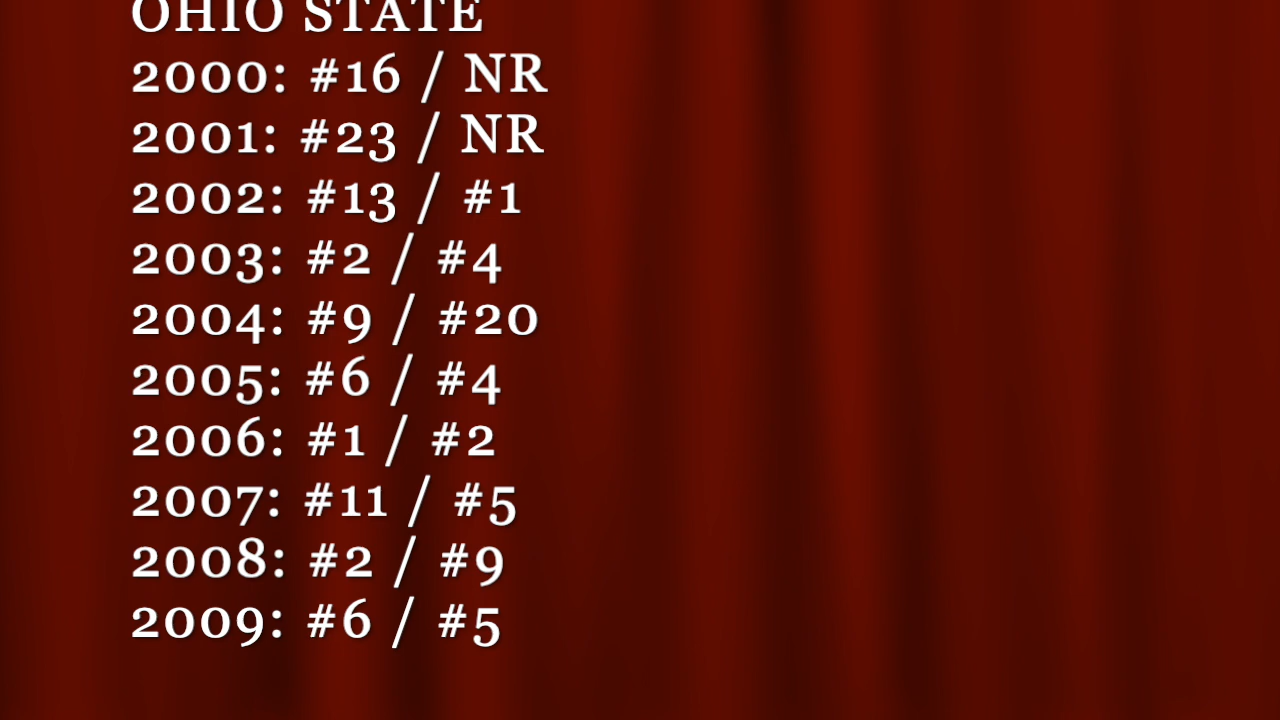 OHIO STATE
2000: #16 / NR
2001: #23 / NR
2002: #13 / #1
2003: #2 / #4
2004: #9 / #20
2005: #6 / #4
2006: #1 / #2
2007: #11 / #5
2008: #2 / #9
2009: #6 / #5